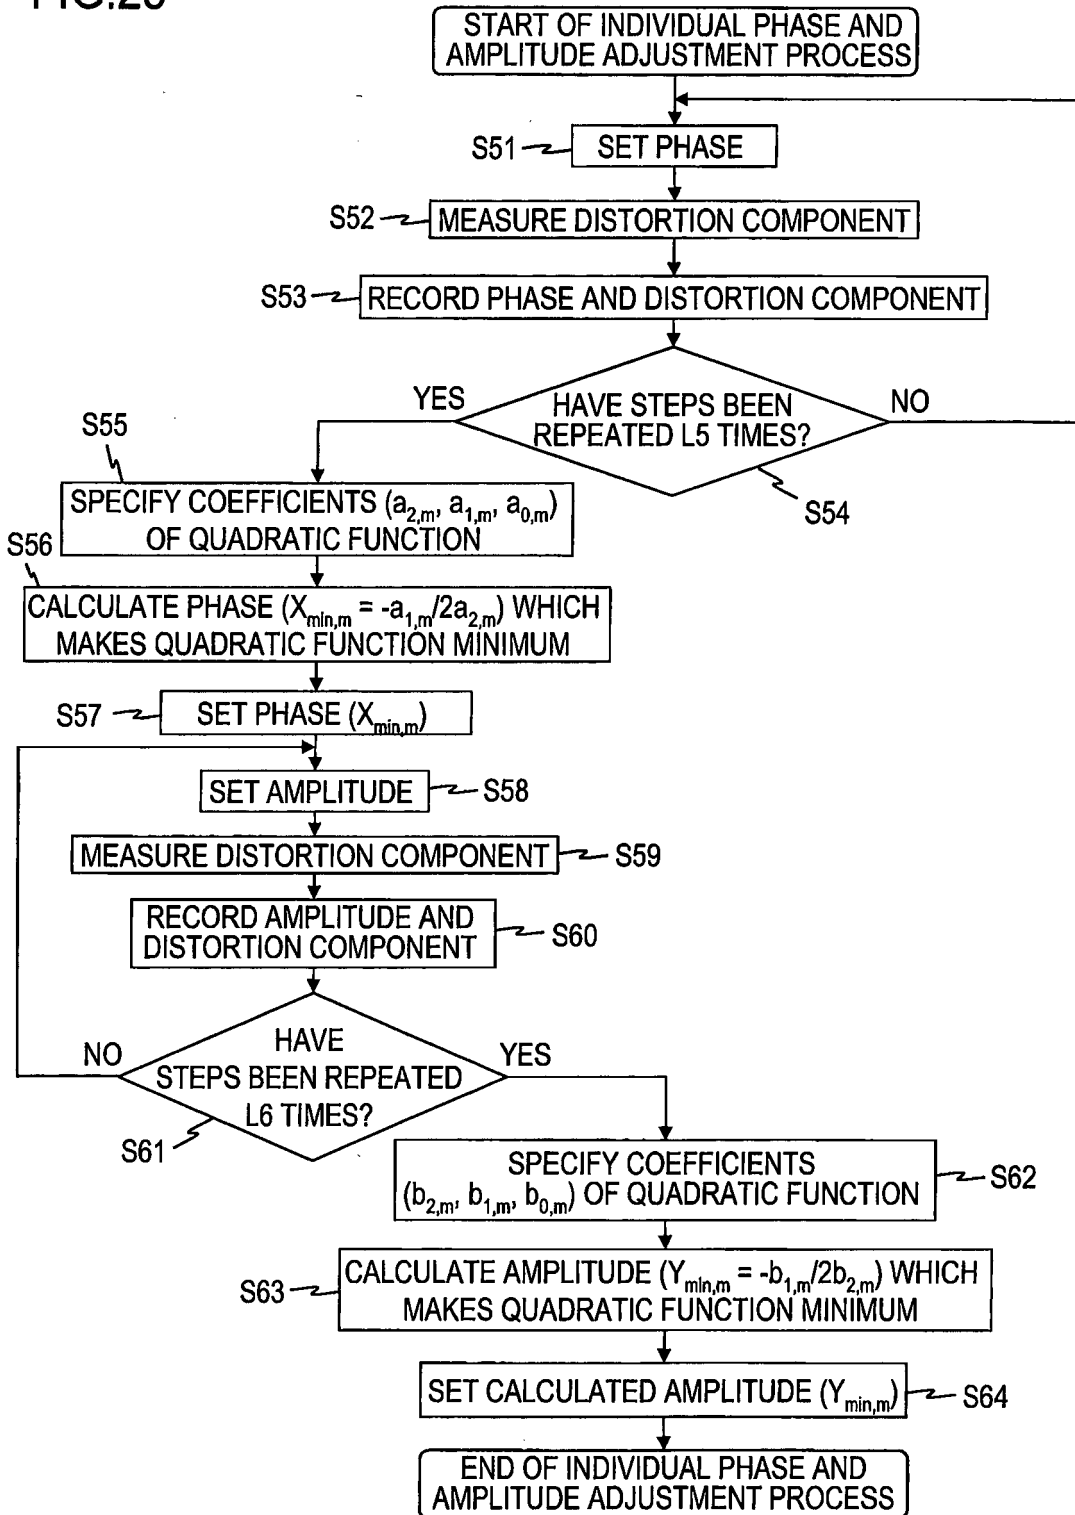 START OF INDIVIDUAL PHASE AND
AMPLITUDE ADJUSTMENT PROCESS
S51
SET PHASE
S52
MEASURE DISTORTION COMPONENT
S53
RECORD PHASE AND DISTORTION COMPONENT
YES
HAVE STEPS BEEN
REPEATED L5 TIMES?
NO
S54
S55
SPECIFY COEFFICIENTS (a2,m, a1,m, a0,m)
OF QUADRATIC FUNCTION
S56
CALCULATE PHASE (Xmin,m = -a1,m/2a2,m) WHICH
MAKES QUADRATIC FUNCTION MINIMUM
S57
SET PHASE (Xmin,m)
SET AMPLITUDE
S58
MEASURE DISTORTION COMPONENT
S59
RECORD AMPLITUDE AND
DISTORTION COMPONENT
S60
NO
HAVE
STEPS BEEN REPEATED
L6 TIMES?
YES
S61
SPECIFY COEFFICIENTS
(b2,m, b1,m, b0,m) OF QUADRATIC FUNCTION
S62
S63
CALCULATE AMPLITUDE (Ymin,m = -b1,m/2b2,m) WHICH
MAKES QUADRATIC FUNCTION MINIMUM
SET CALCULATED AMPLITUDE (Ymin,m)
S64
END OF INDIVIDUAL PHASE AND
AMPLITUDE ADJUSTMENT PROCESS